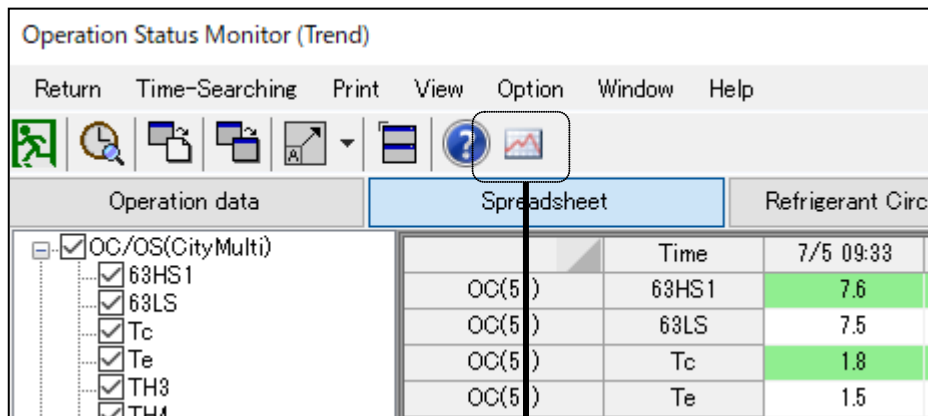 Operation Status Monitor (Trend)
Return Time-Searching Print View Option Window Help
A ?
Operation data Spreadsheet Refrigerant Circ
OC/OS(CityMulti)
63HS1
63LS
Tc
Te
TH3
TH4
Time 7/5 09:33
OC(5 ) 63HS1 7.6
OC(5 ) 63LS 7.5
OC(5 ) Tc 1.8
OC(5 ) Te 1.5